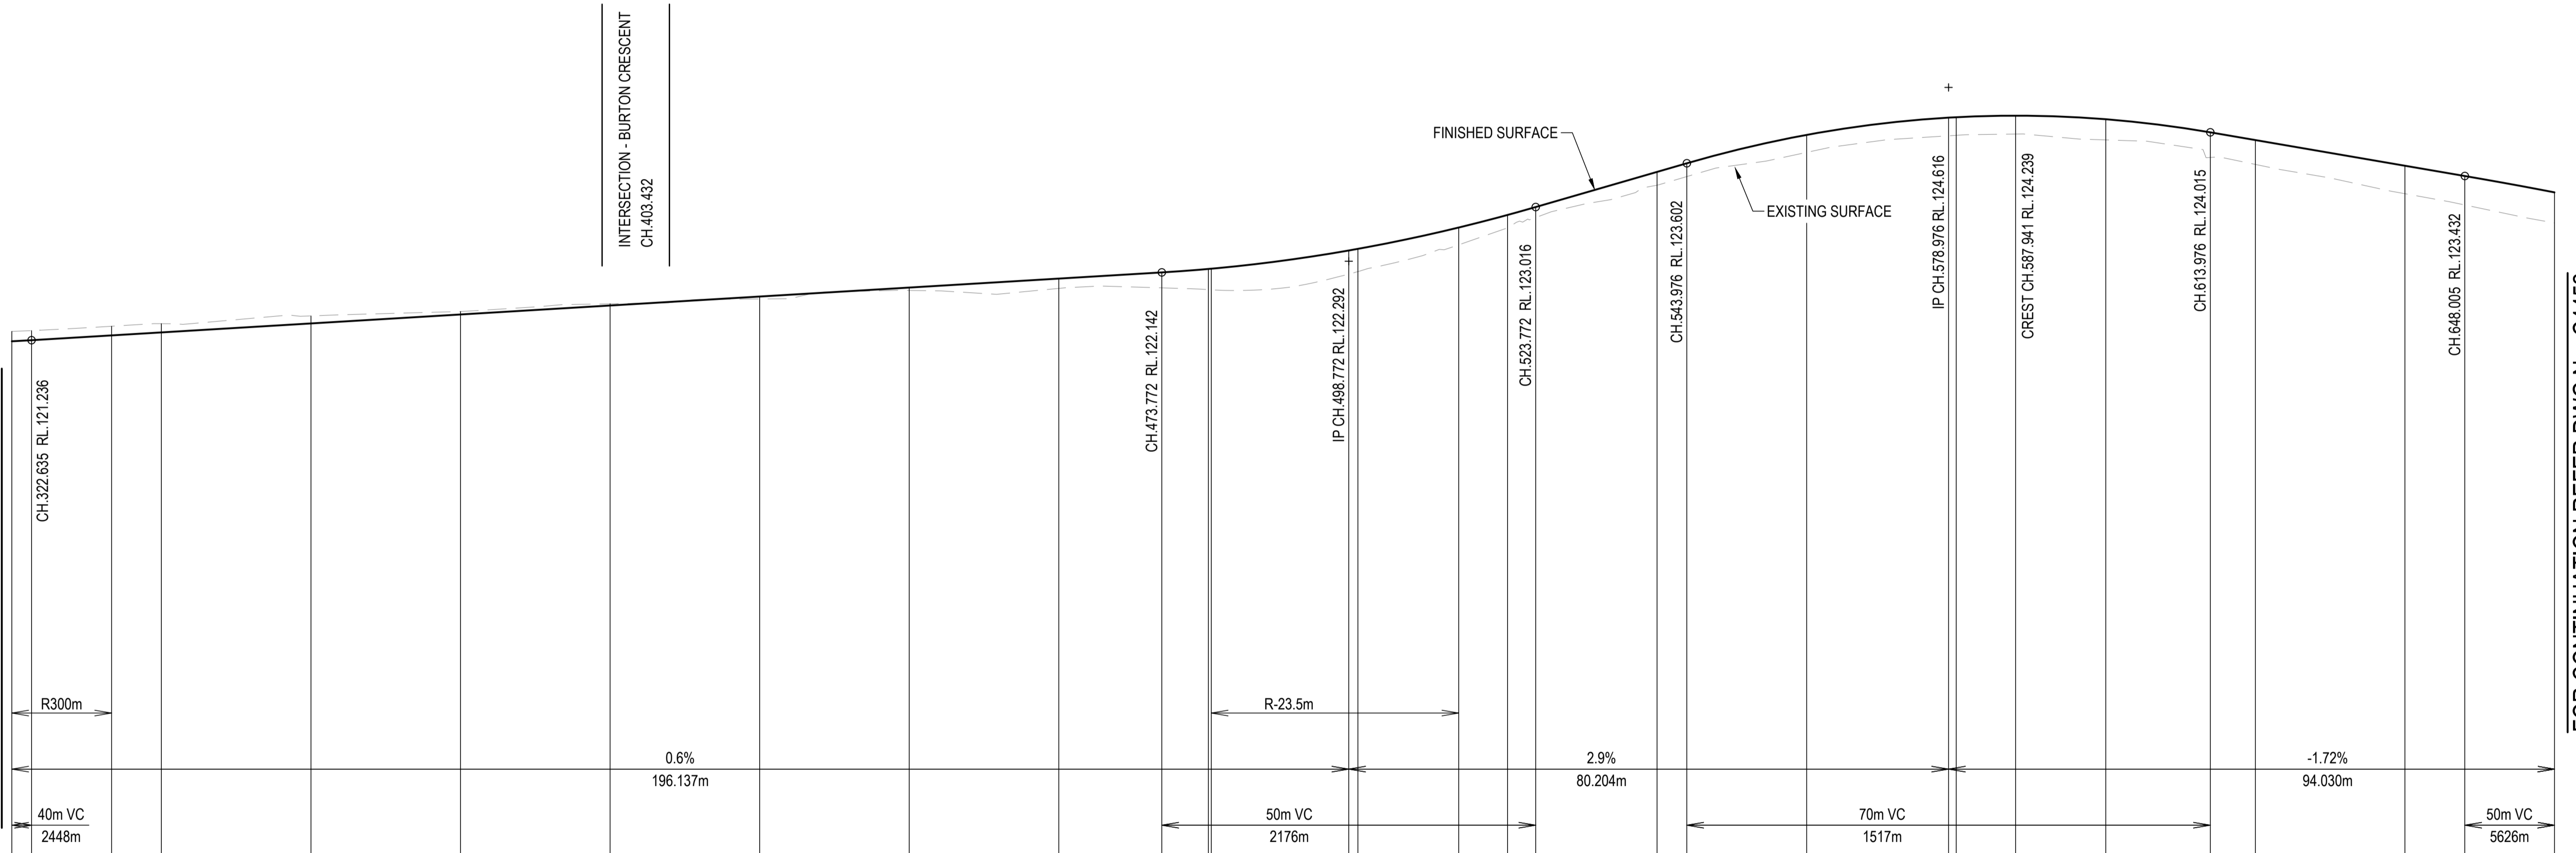 INTERSECTION - BURTON CRESCENT
CH.403.432
FINISHED SURFACE
EXISTING SURFACE
CH.322.635 RL.121.236
CH.473.772 RL.122.142
IP CH.498.772 RL.122.292
CH.523.772 RL.123.016
CH.543.976 RL.123.602
IP CH.578.976 RL.124.616
CREST CH.587.941 RL.124.239
CH.613.976 RL.124.015
CH.648.005 RL.123.432
R300m
R-23.5m
0.6%
196.137m
2.9%
80.204m
-1.72%
94.030m
40m VC
2448m
50m VC
2176m
70m VC
1517m
50m VC
5626m